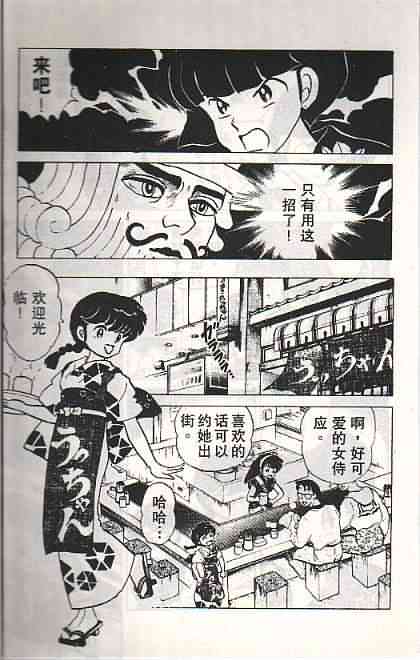 来吧！
只有用这
一招了！
欢迎光
临！
うっちゃん
ガラ
うっちゃん
啊，好可
爱的女侍
应。
喜欢的
话可以
约她出
街。
哈哈…